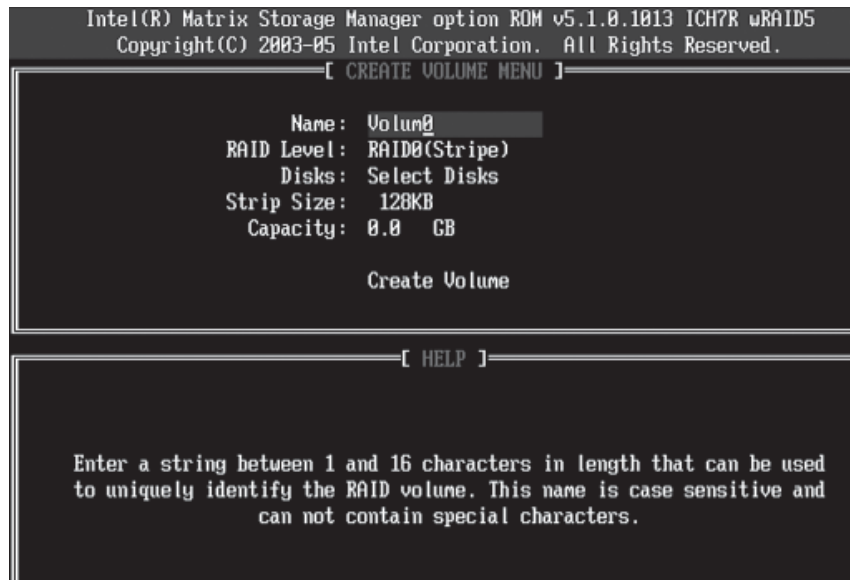 Intel(R) Matrix Storage Manager option ROM v5.1.0.1013 ICH7R wRAID5
Copyright(C) 2003-05 Intel Corporation. All Rights Reserved.
[ CREATE VOLUME MENU ]
Name: Volum0
RAID Level: RAID0(Stripe)
Disks: Select Disks
Strip Size: 128KB
Capacity: 0.0 GB
Create Volume
[ HELP ]
Enter a string between 1 and 16 characters in length that can be used
to uniquely identify the RAID volume. This name is case sensitive and
can not contain special characters.